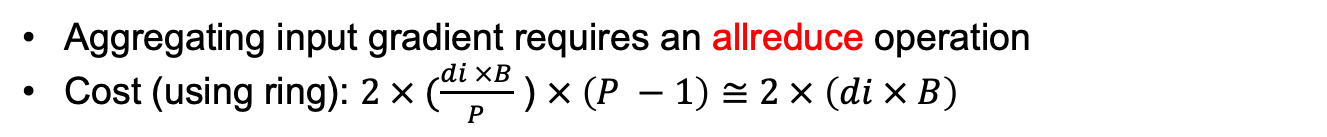 • Aggregating input gradient requires an allreduce operation
• Cost (using ring): 2 × (di ×B / P) × (P − 1) ≅ 2 × (di × B)